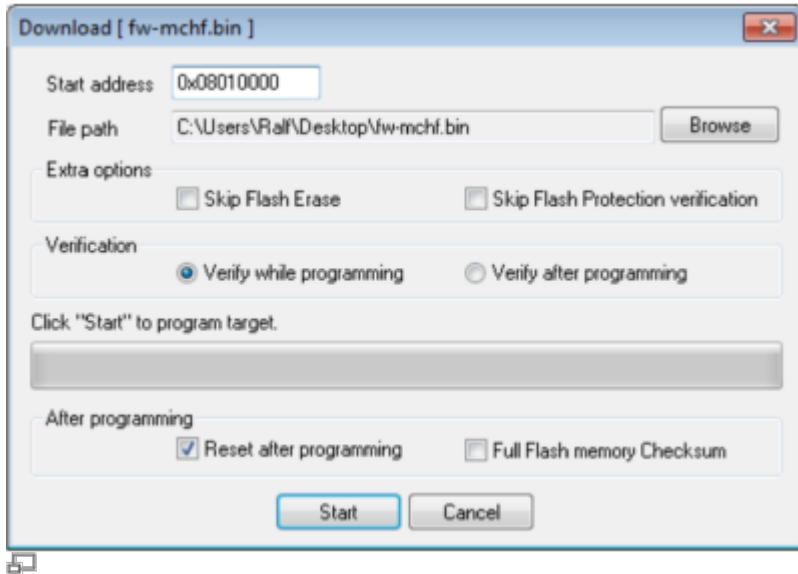 Download [ fw-mchf.bin ]
Start address 0x08010000
File path C:\Users\Ralf\Desktop\fw-mchf.bin Browse
Extra options
Skip Flash Erase Skip Flash Protection verification
Verification
Verify while programming Verify after programming
Click "Start" to program target.
After programming
Reset after programming Full Flash memory Checksum
Start Cancel